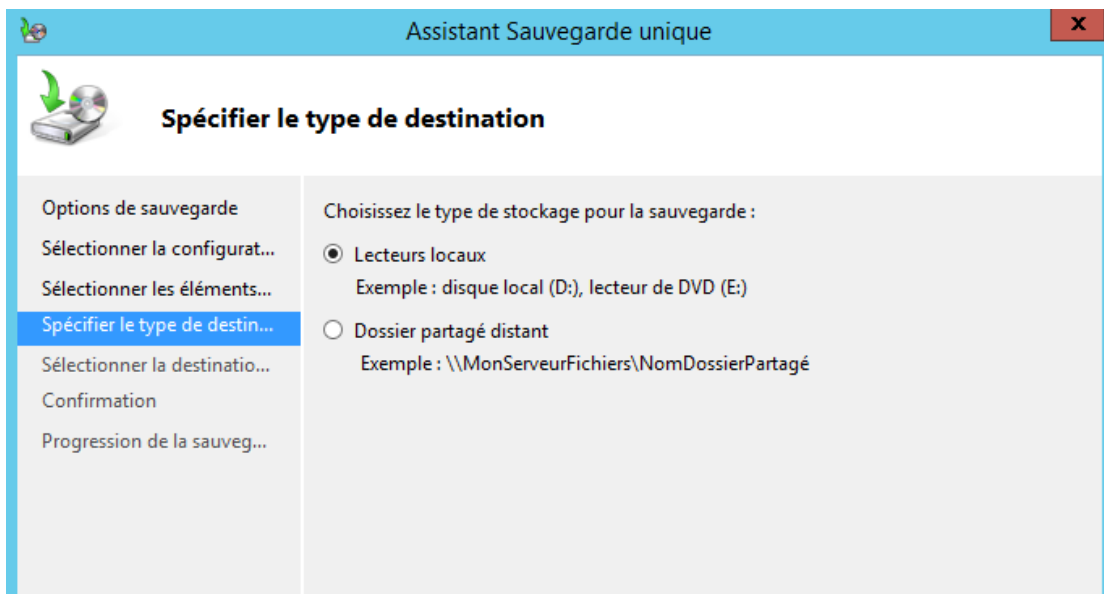 Assistant Sauvegarde unique
x
Spécifier le type de destination
Options de sauvegarde
Sélectionner la configurat...
Sélectionner les éléments...
Spécifier le type de destin...
Sélectionner la destinatio...
Confirmation
Progression de la sauveg...
Choisissez le type de stockage pour la sauvegarde :
Lecteurs locaux
Exemple : disque local (D:), lecteur de DVD (E:)
Dossier partagé distant
Exemple : \\MonServeurFichiers\NomDossierPartagé